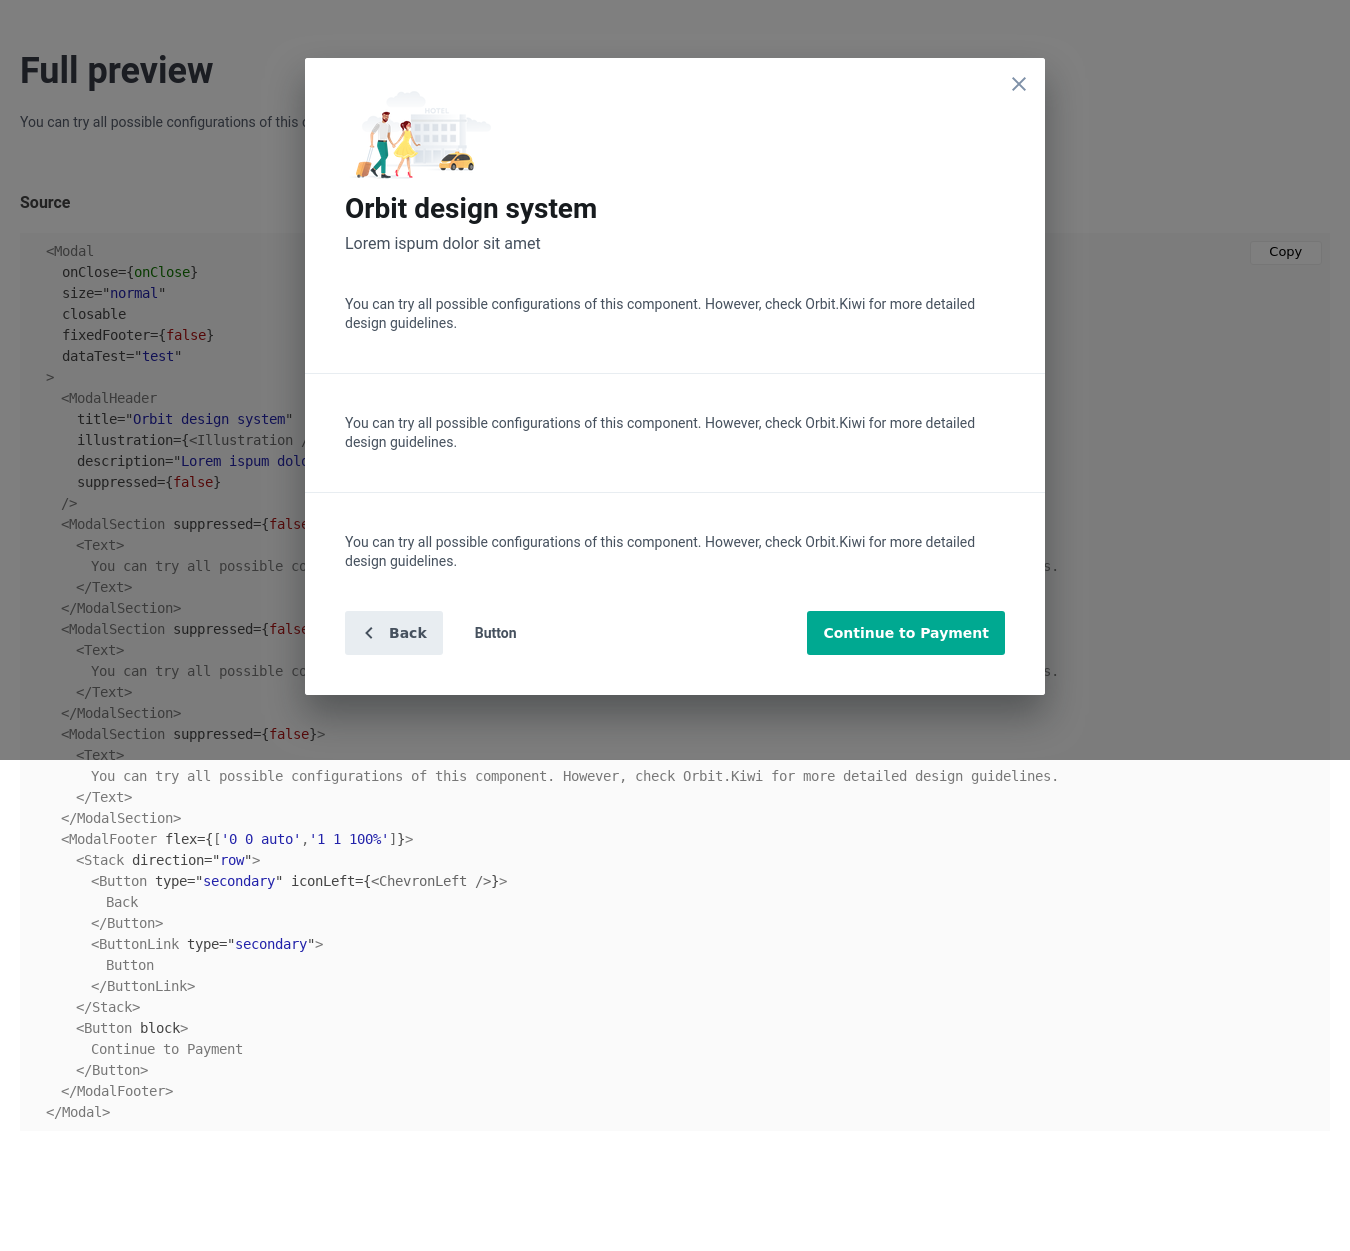 Full preview
You can try all possible configurations of this
Source
Copy
<Modal
onClose={onClose}
size="normal"
closable
fixedFooter={false}
dataTest="test"
>
<ModalHeader
title="Orbit design system"
illustration={<Illustration
description="Lorem ispum dolo
suppressed={false}
/>
<ModalSection suppressed={false
<Text>
You can try all possible co
s.
</Text>
</ModalSection>
<ModalSection suppressed={false
<Text>
You can try all possible co
s.
</Text>
</ModalSection>
<ModalSection suppressed={false}>
<Text>
You can try all possible configurations of this component. However, check Orbit.Kiwi for more detailed design guidelines.
</Text>
</ModalSection>
<ModalFooter flex={['0 0 auto','1 1 100%']}>
<Stack direction="row">
<Button type="secondary" iconLeft={<ChevronLeft />}>
Back
</Button>
<ButtonLink type="secondary">
Button
</ButtonLink>
</Stack>
<Button block>
Continue to Payment
</Button>
</ModalFooter>
</Modal>
HOTEL
Orbit design system
Lorem ispum dolor sit amet
You can try all possible configurations of this component. However, check Orbit.Kiwi for more detailed
design guidelines.
You can try all possible configurations of this component. However, check Orbit.Kiwi for more detailed
design guidelines.
You can try all possible configurations of this component. However, check Orbit.Kiwi for more detailed
design guidelines.
Back
Button
Continue to Payment